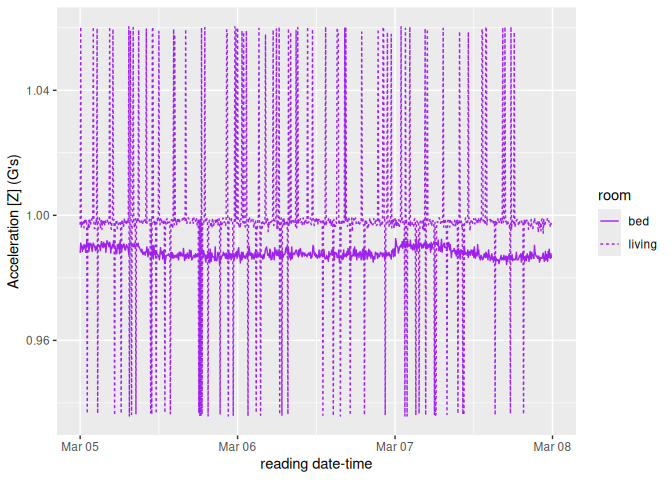 Acceleration [Z] (G's)
1.04
1.00
0.96
Mar 05
Mar 06
Mar 07
Mar 08
reading date-time
room
bed
living